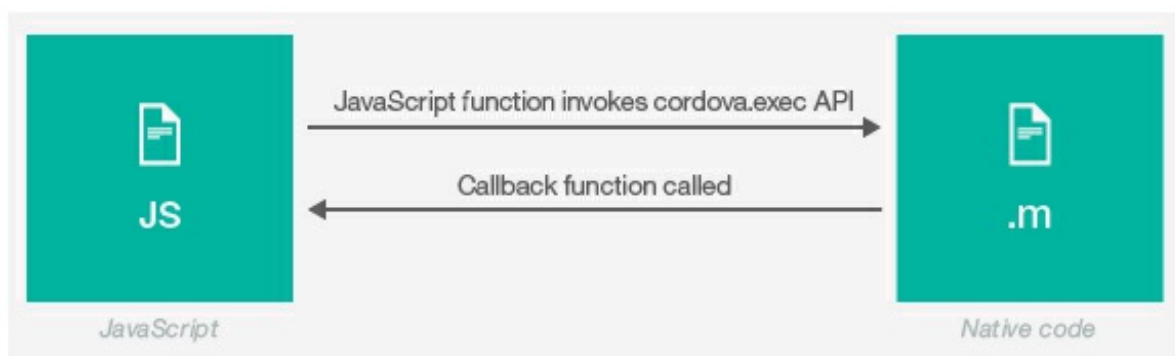 JavaScript function invokes cordova.exec API
Callback function called
JS
.m
JavaScript
Native code